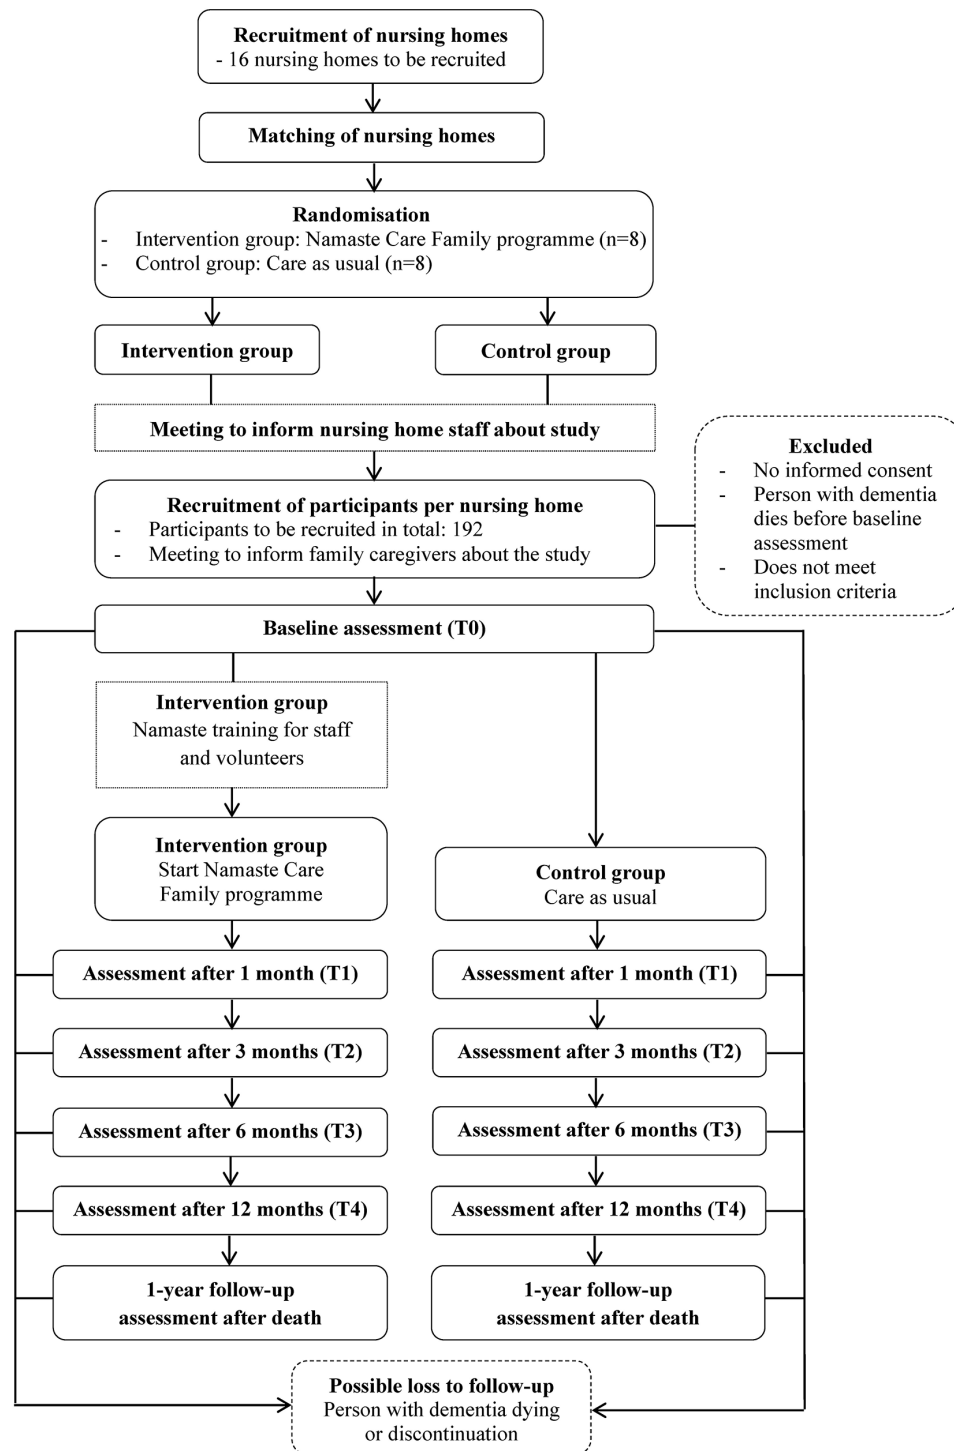 Recruitment of nursing homes
- 16 nursing homes to be recruited
Matching of nursing homes
Randomisation
- Intervention group: Namaste Care Family programme (n=8)
- Control group: Care as usual (n=8)
Intervention group
Control group
Meeting to inform nursing home staff about study
Excluded
- No informed consent
- Person with dementia
dies before baseline
assessment
- Does not meet
inclusion criteria
Recruitment of participants per nursing home
- Participants to be recruited in total: 192
- Meeting to inform family caregivers about the study
Baseline assessment (T0)
Intervention group
Namaste training for staff
and volunteers
Intervention group
Start Namaste Care
Family programme
Control group
Care as usual
Assessment after 1 month (T1)
Assessment after 1 month (T1)
Assessment after 3 months (T2)
Assessment after 3 months (T2)
Assessment after 6 months (T3)
Assessment after 6 months (T3)
Assessment after 12 months (T4)
Assessment after 12 months (T4)
1-year follow-up
assessment after death
1-year follow-up
assessment after death
Possible loss to follow-up
Person with dementia dying
or discontinuation